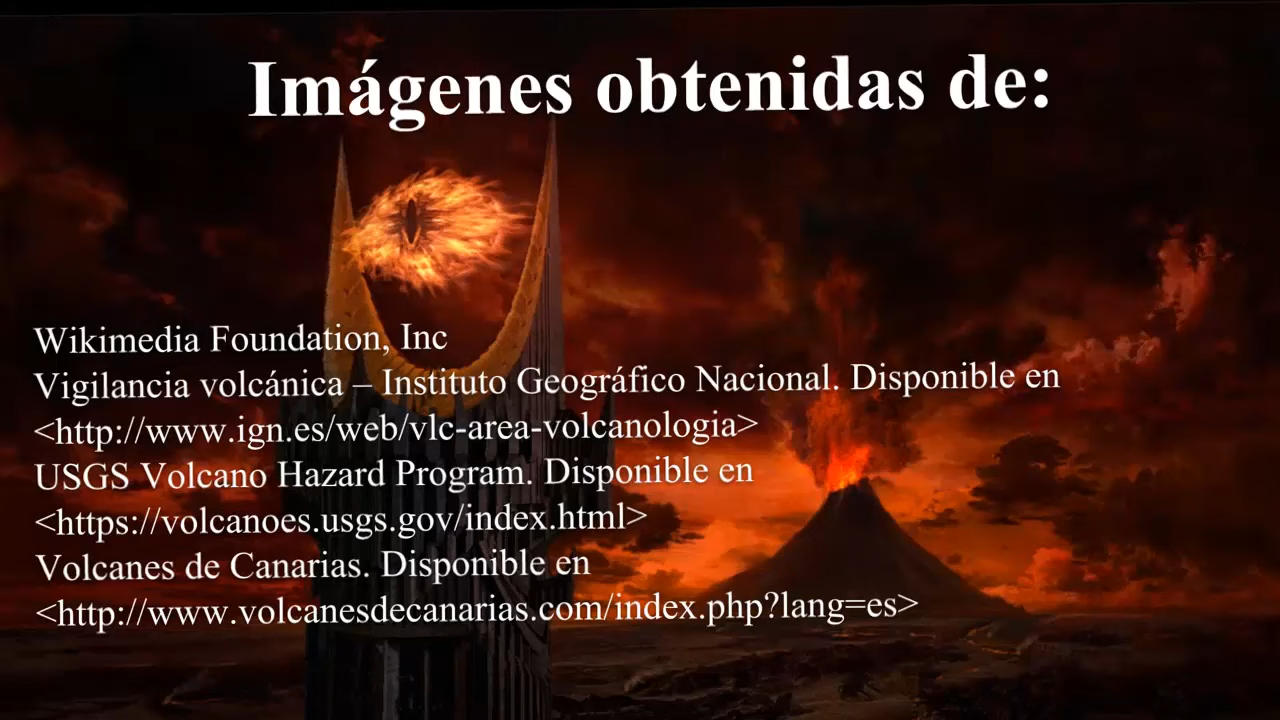 Imágenes obtenidas de:
Wikimedia Foundation, Inc
Vigilancia volcánica – Instituto Geográfico Nacional. Disponible en
<http://www.ign.es/web/vlc-area-volcanologia>
USGS Volcano Hazard Program. Disponible en
<https://volcanoes.usgs.gov/index.html>
Volcanes de Canarias. Disponible en
<http://www.volcanesdecanarias.com/index.php?lang=es>